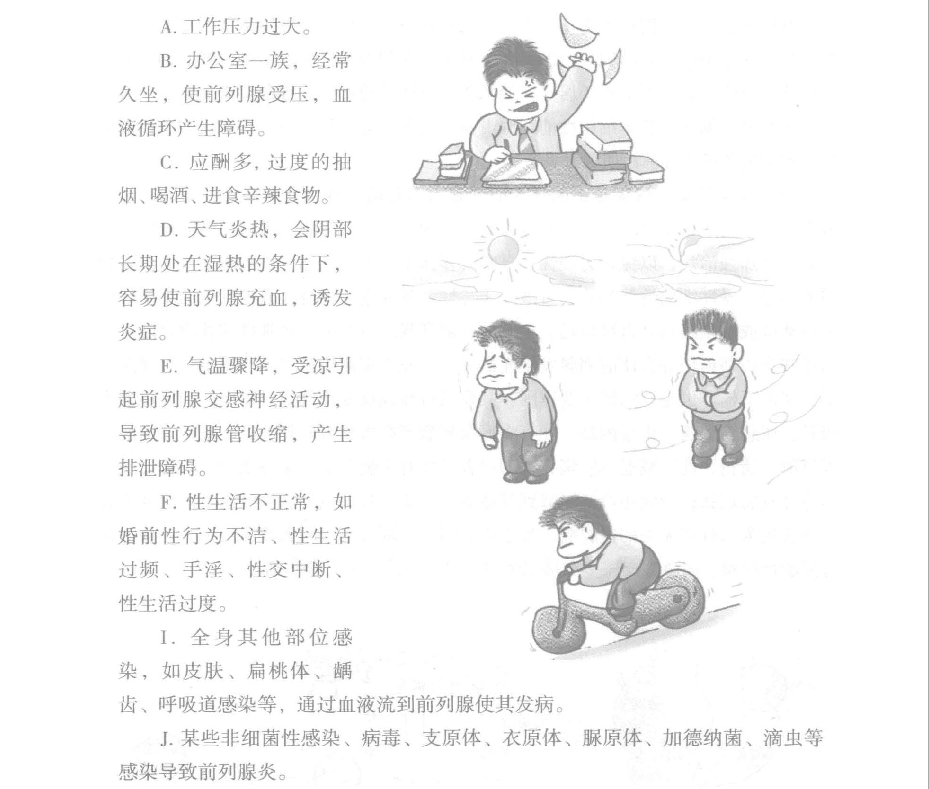 A. 工作压力过大。
B. 办公室一族，经常
久坐，使前列腺受压，血
液循环产生障碍。
C. 应酬多，过度的抽
烟、喝酒、进食辛辣食物。
D. 天气炎热，会阴部
长期处在湿热的条件下，
容易使前列腺充血，诱发
炎症。
E. 气温骤降，受凉引
起前列腺交感神经活动，
导致前列腺管收缩，产生
排泄障碍。
F. 性生活不正常，如
婚前性行为不洁、性生活
过频、手淫、性交中断、
性生活过度。
I. 全身其他部位感
染，如皮肤、扁桃体、龋
齿、呼吸道感染等，通过血液流到前列腺使其发病。
J. 某些非细菌性感染、病毒、支原体、衣原体、脲原体、加德纳菌、滴虫等
感染导致前列腺炎。